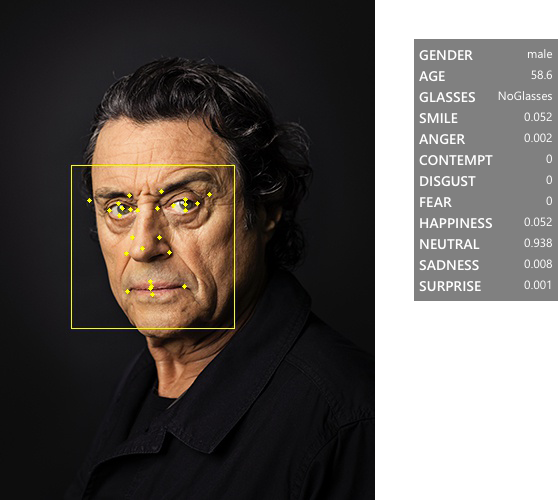 GENDER male
AGE 58.6
GLASSES NoGlasses
SMILE 0.052
ANGER 0.002
CONTEMPT 0
DISGUST 0
FEAR 0
HAPPINESS 0.052
NEUTRAL 0.938
SADNESS 0.008
SURPRISE 0.001